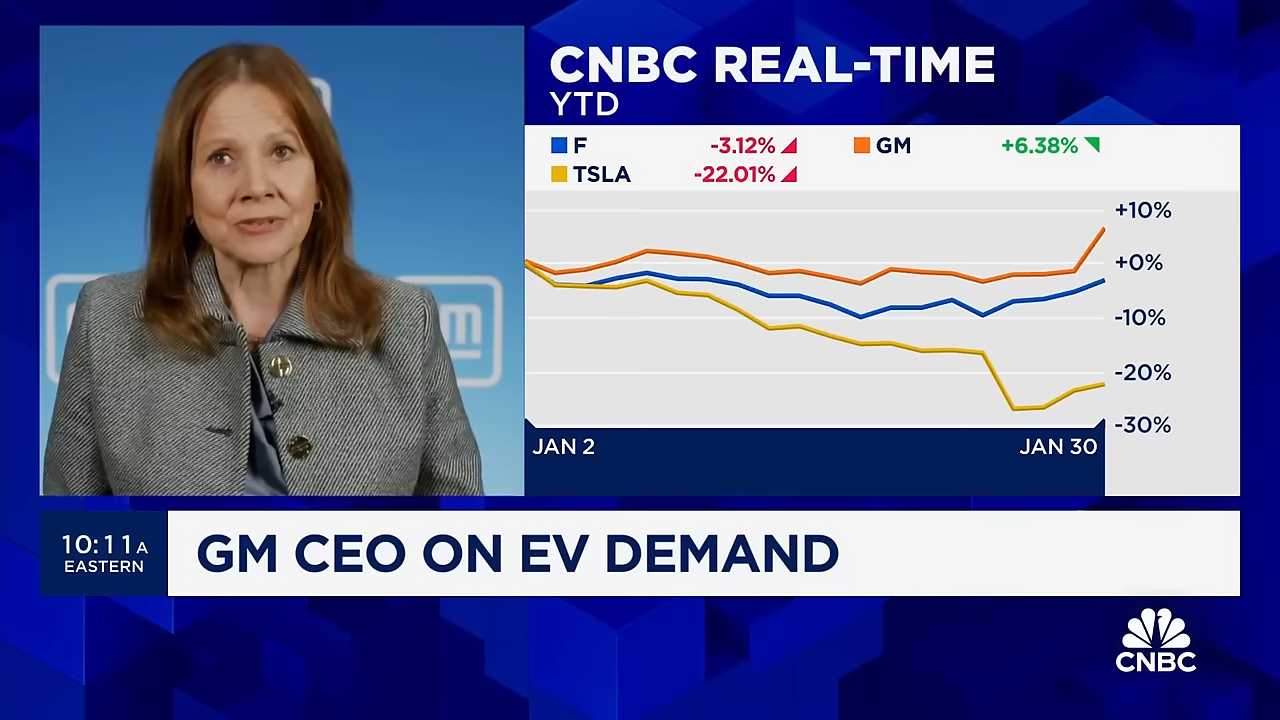 CNBC REAL-TIME
YTD
F -3.12% GM +6.38%
TSLA -22.01%
+10%
+0%
-10%
-20%
-30%
JAN 2 JAN 30
10:11A
EASTERN
GM CEO ON EV DEMAND
CNBC